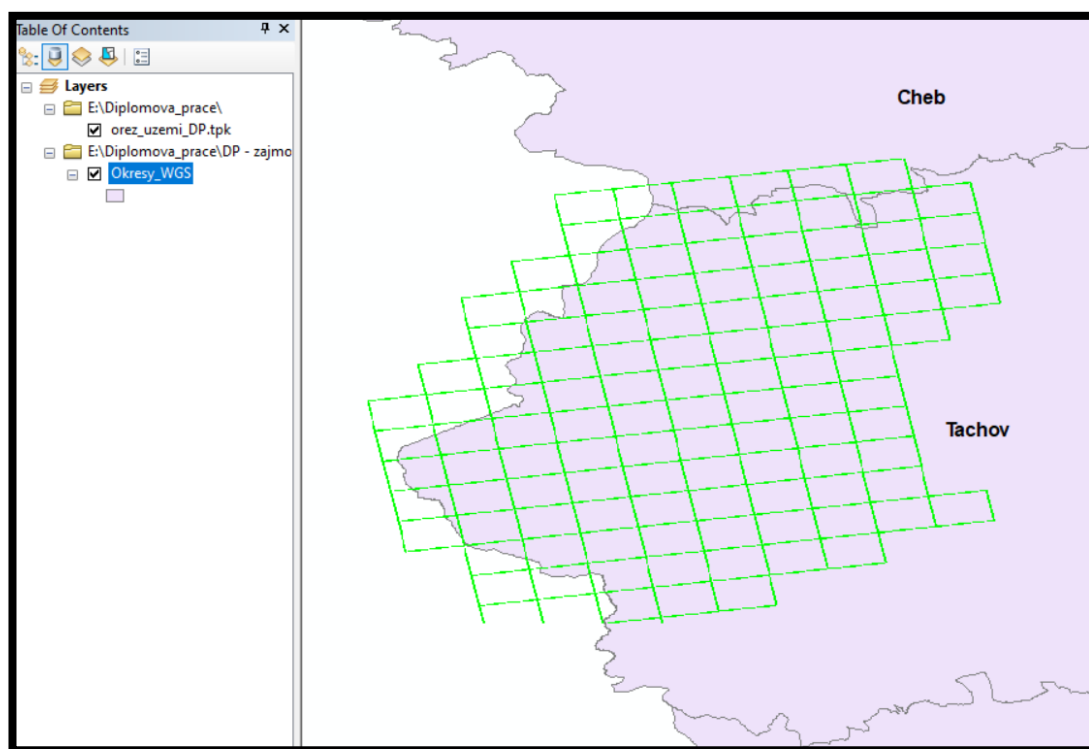 Table Of Contents
Layers
E:\Diplomova_prace\
orez_uzemi_DP.tpk
E:\Diplomova_prace\DP - zajmo
Okresy_WGS
Cheb
Tachov